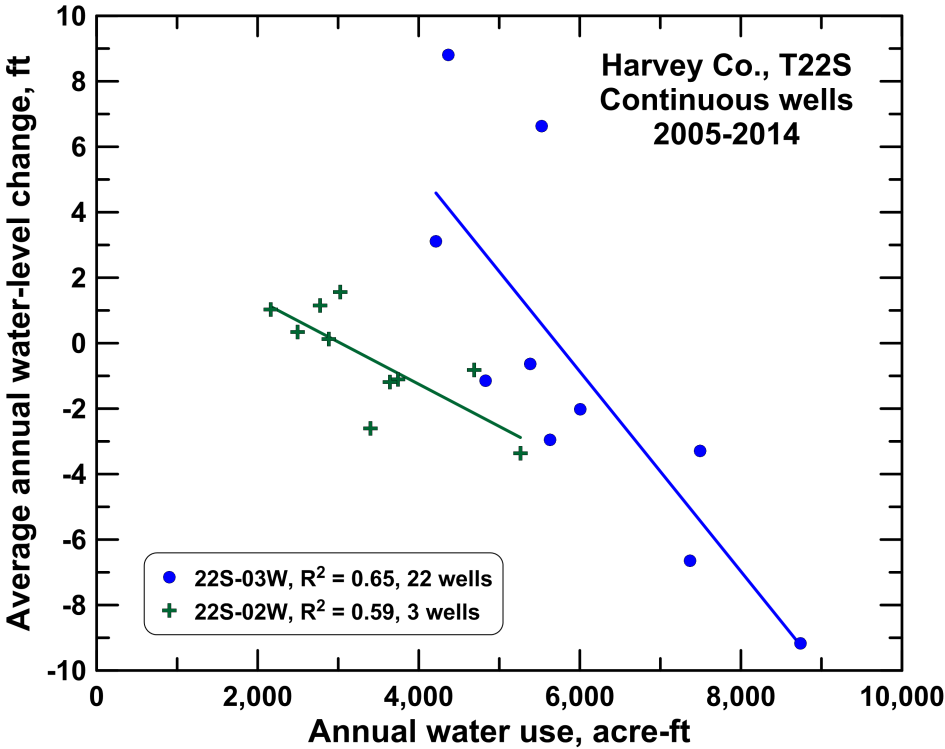 Harvey Co., T22S
Continuous wells
2005-2014
Average annual water-level change, ft
10
8
6
4
2
0
-2
-4
-6
-8
-10
22S-03W, R² = 0.65, 22 wells
22S-02W, R² = 0.59, 3 wells
0 2,000 4,000 6,000 8,000 10,000
Annual water use, acre-ft